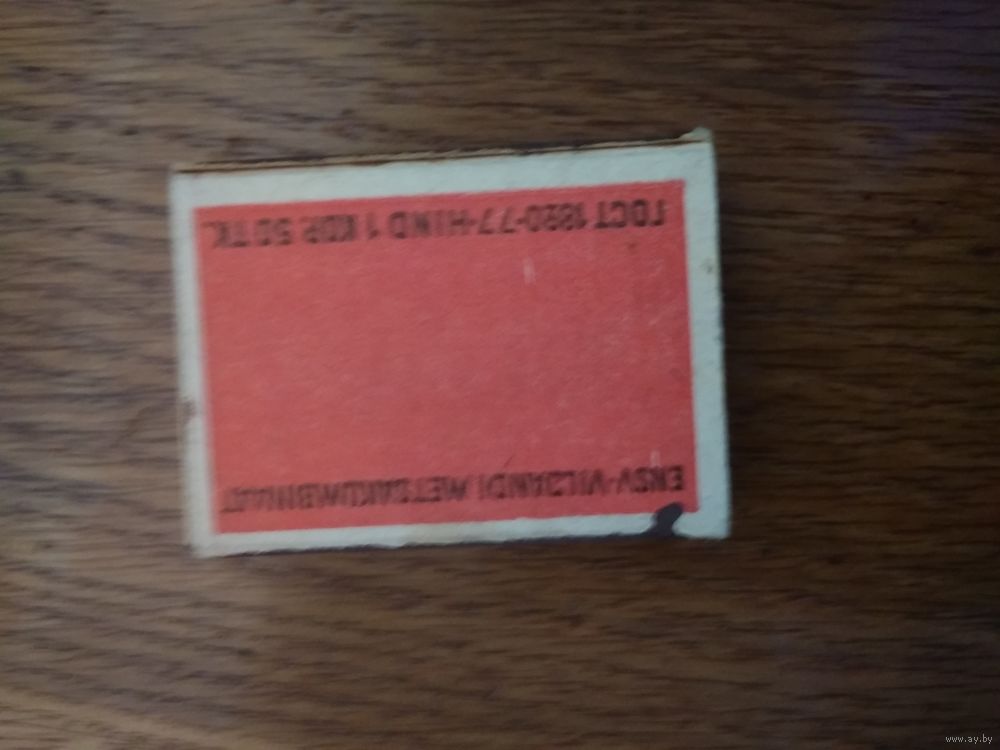 ENSV·VILJANDI METSAKOMBINAAT
ГОСТ 1820-77·HIND 1 KOP. 50 TK.
www.ay.by